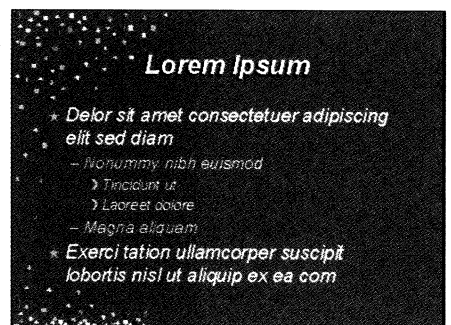 Lorem Ipsum
Delor sit amet consectetuer adipiscing
elit sed diam
– Nonummy nibh euismod
Tincidunt ut
Laoreet dolore
– Magna aliquam
Exerci tation ullamcorper suscipit
lobortis nisl ut aliquip ex ea com